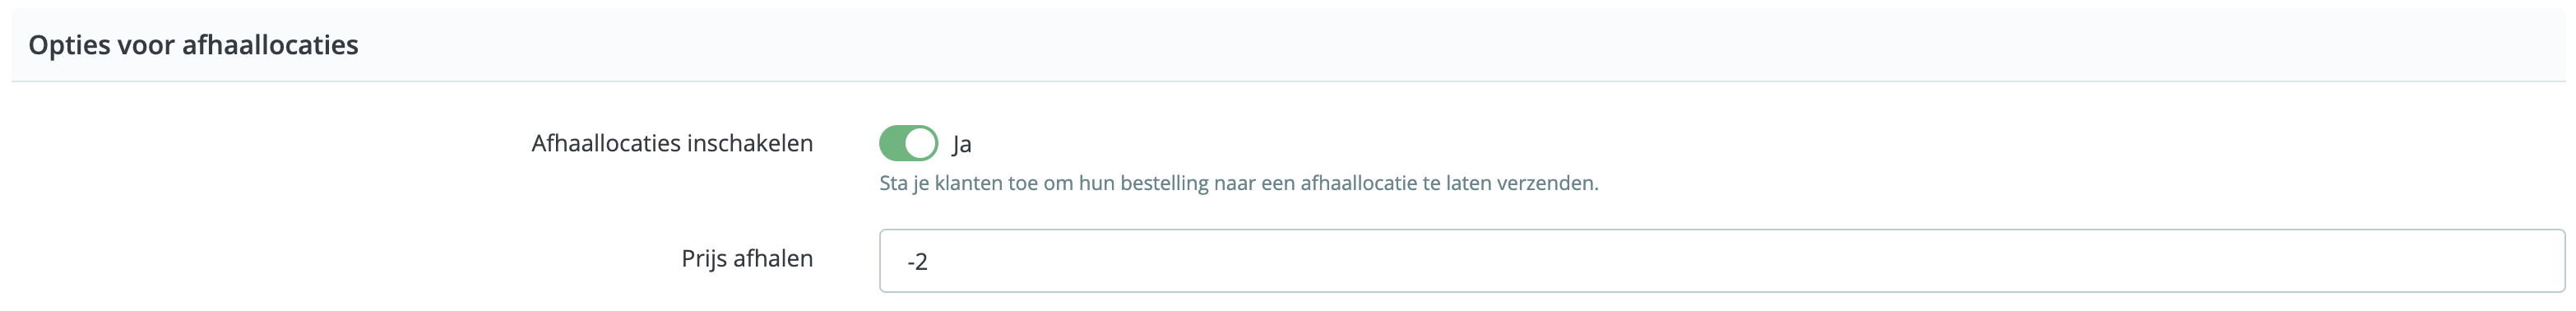 Opties voor afhaallocaties
Afhaallocaties inschakelen
Ja
Sta je klanten toe om hun bestelling naar een afhaallocatie te laten verzenden.
Prijs afhalen
-2